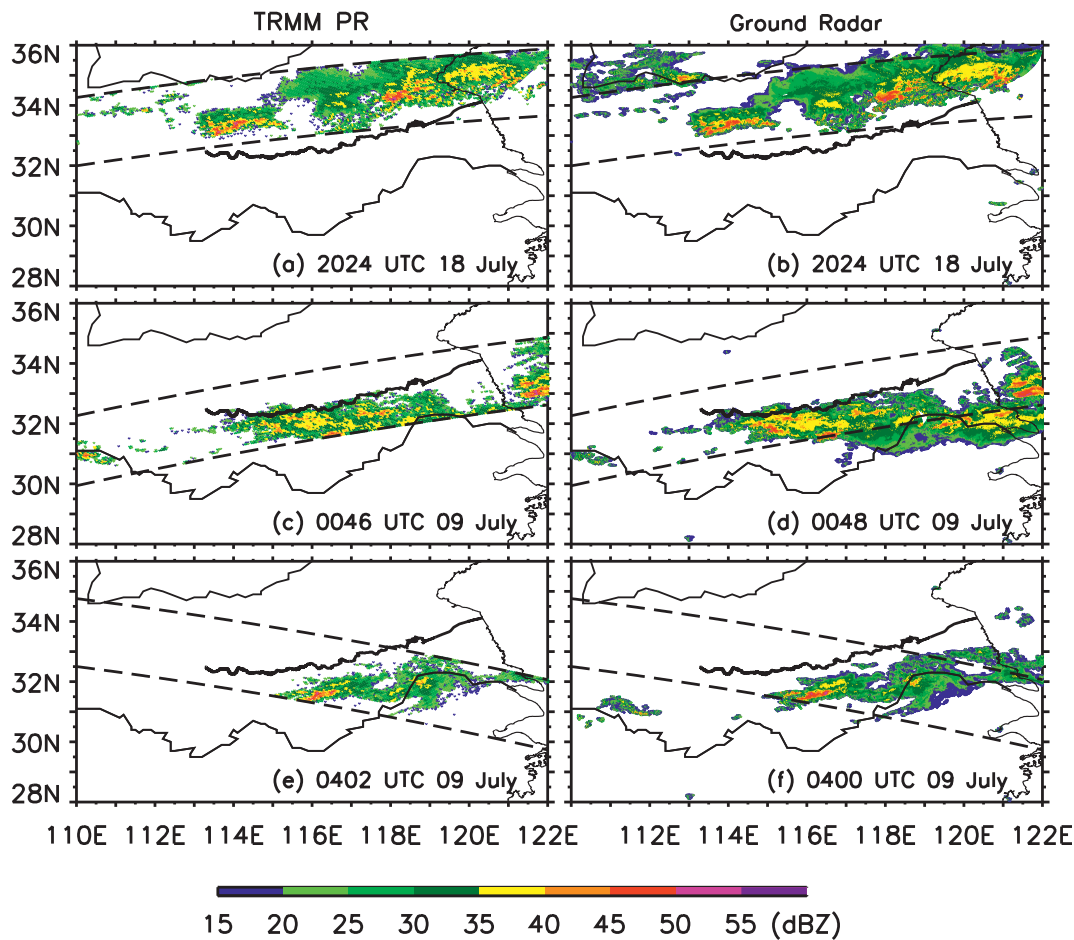 TRMM PR
Ground Radar
36N
34N
32N
30N
28N
(a) 2024 UTC 18 July
(b) 2024 UTC 18 July
36N
34N
32N
30N
28N
(c) 0046 UTC 09 July
(d) 0048 UTC 09 July
36N
34N
32N
30N
28N
(e) 0402 UTC 09 July
(f) 0400 UTC 09 July
110E 112E 114E 116E 118E 120E 122E 112E 114E 116E 118E 120E 122E
15 20 25 30 35 40 45 50 55 (dBZ)